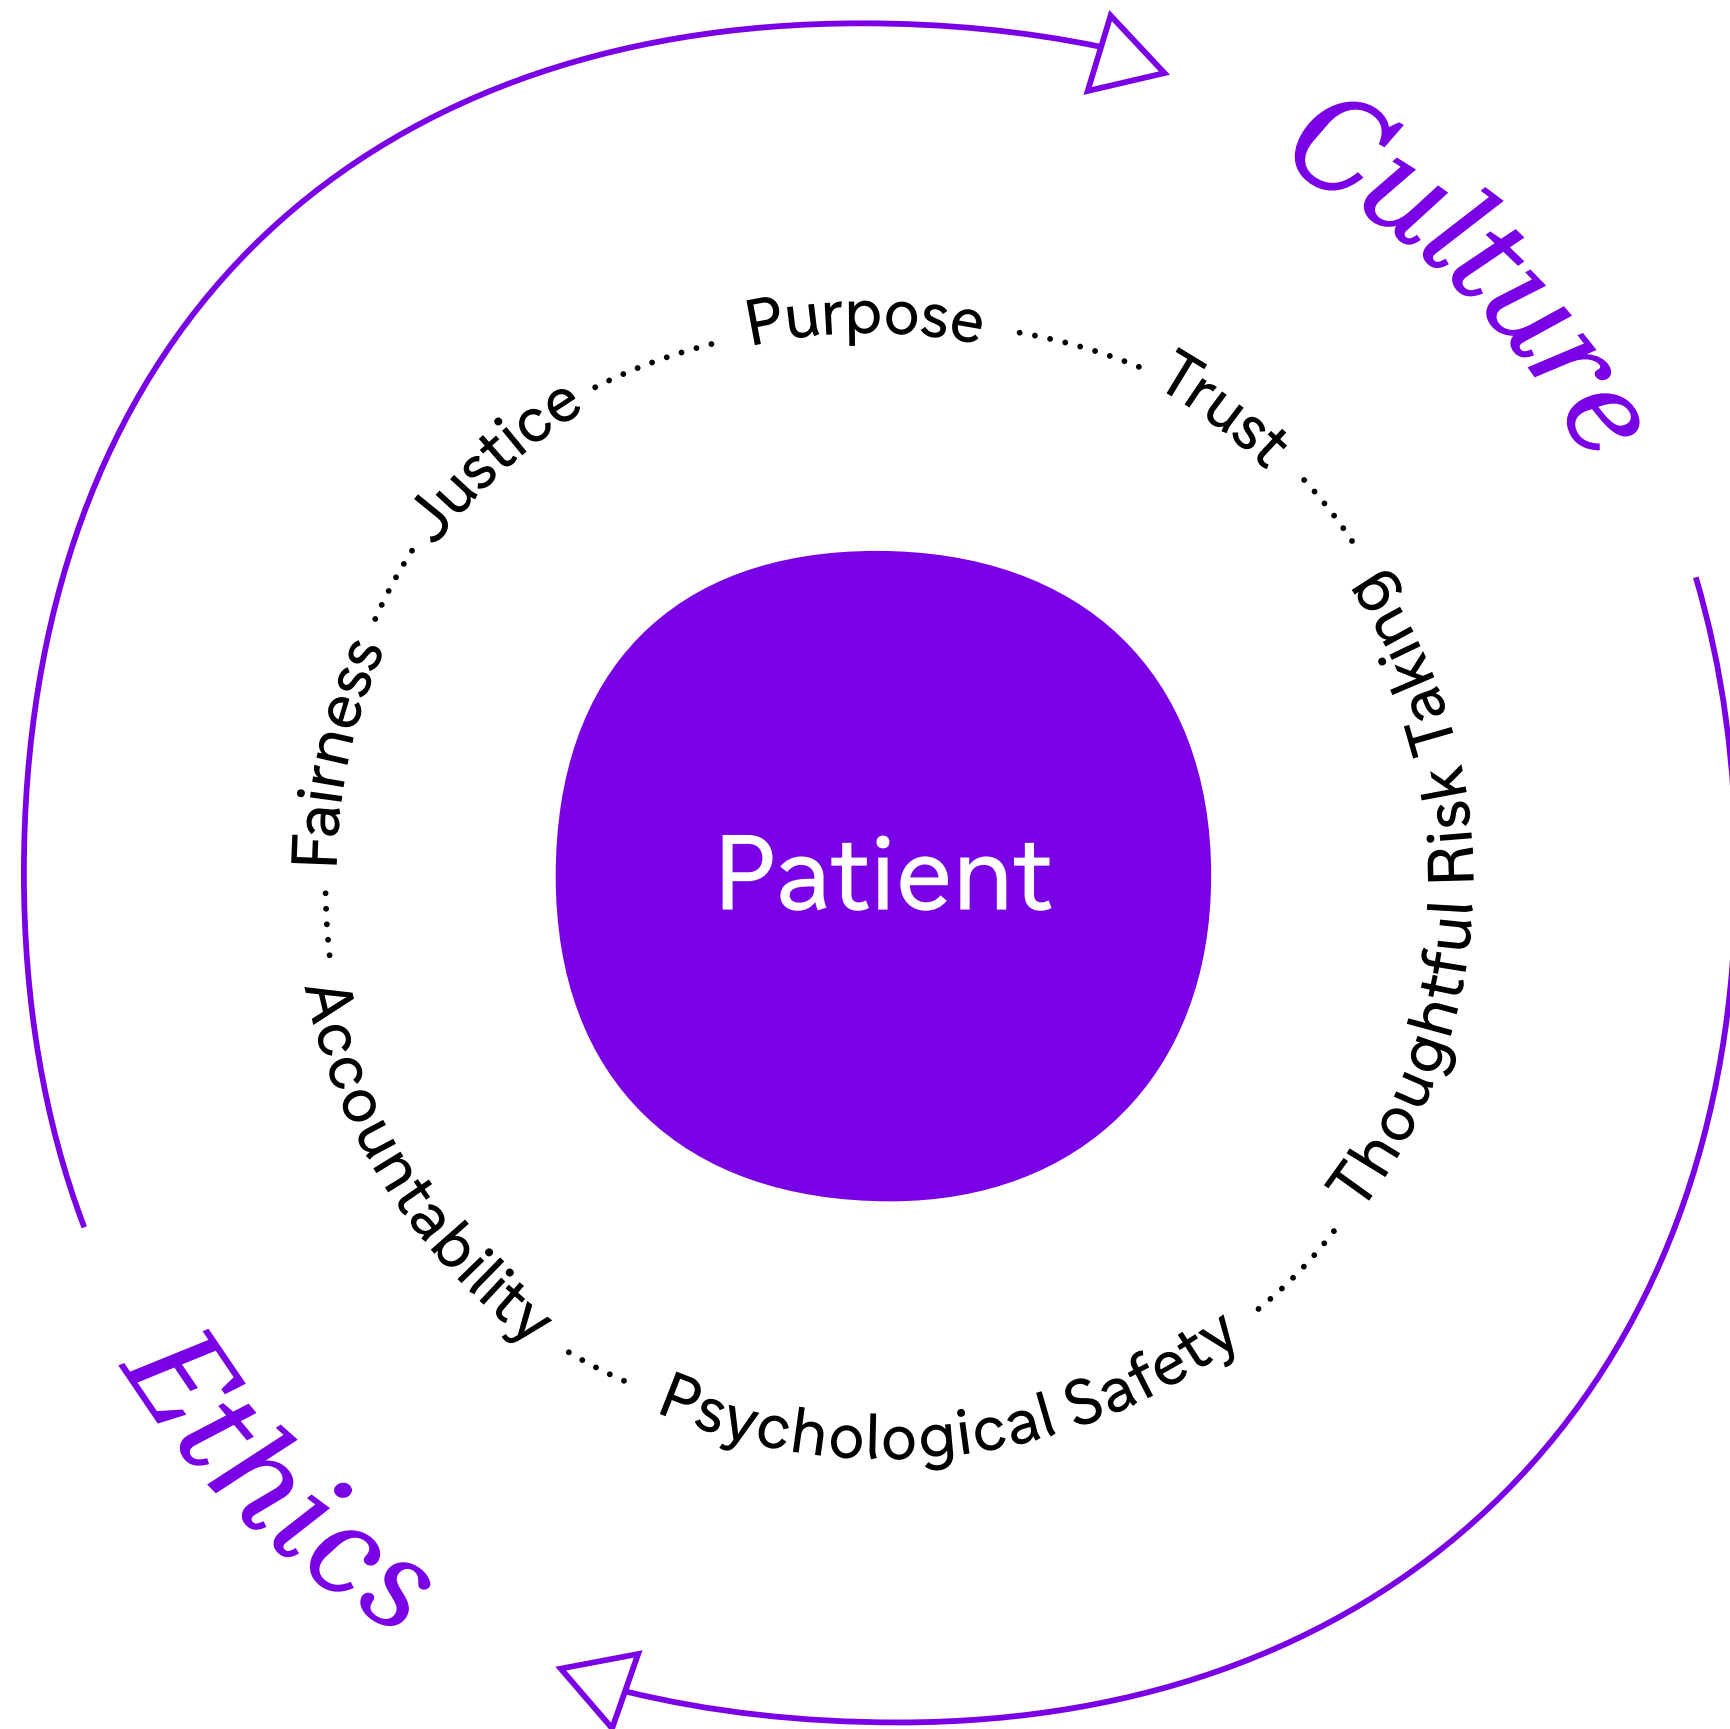 Culture
Purpose
Trust
Thoughtful Risk Taking
Psychological Safety
Accountability
Fairness
Justice
Patient
Ethics